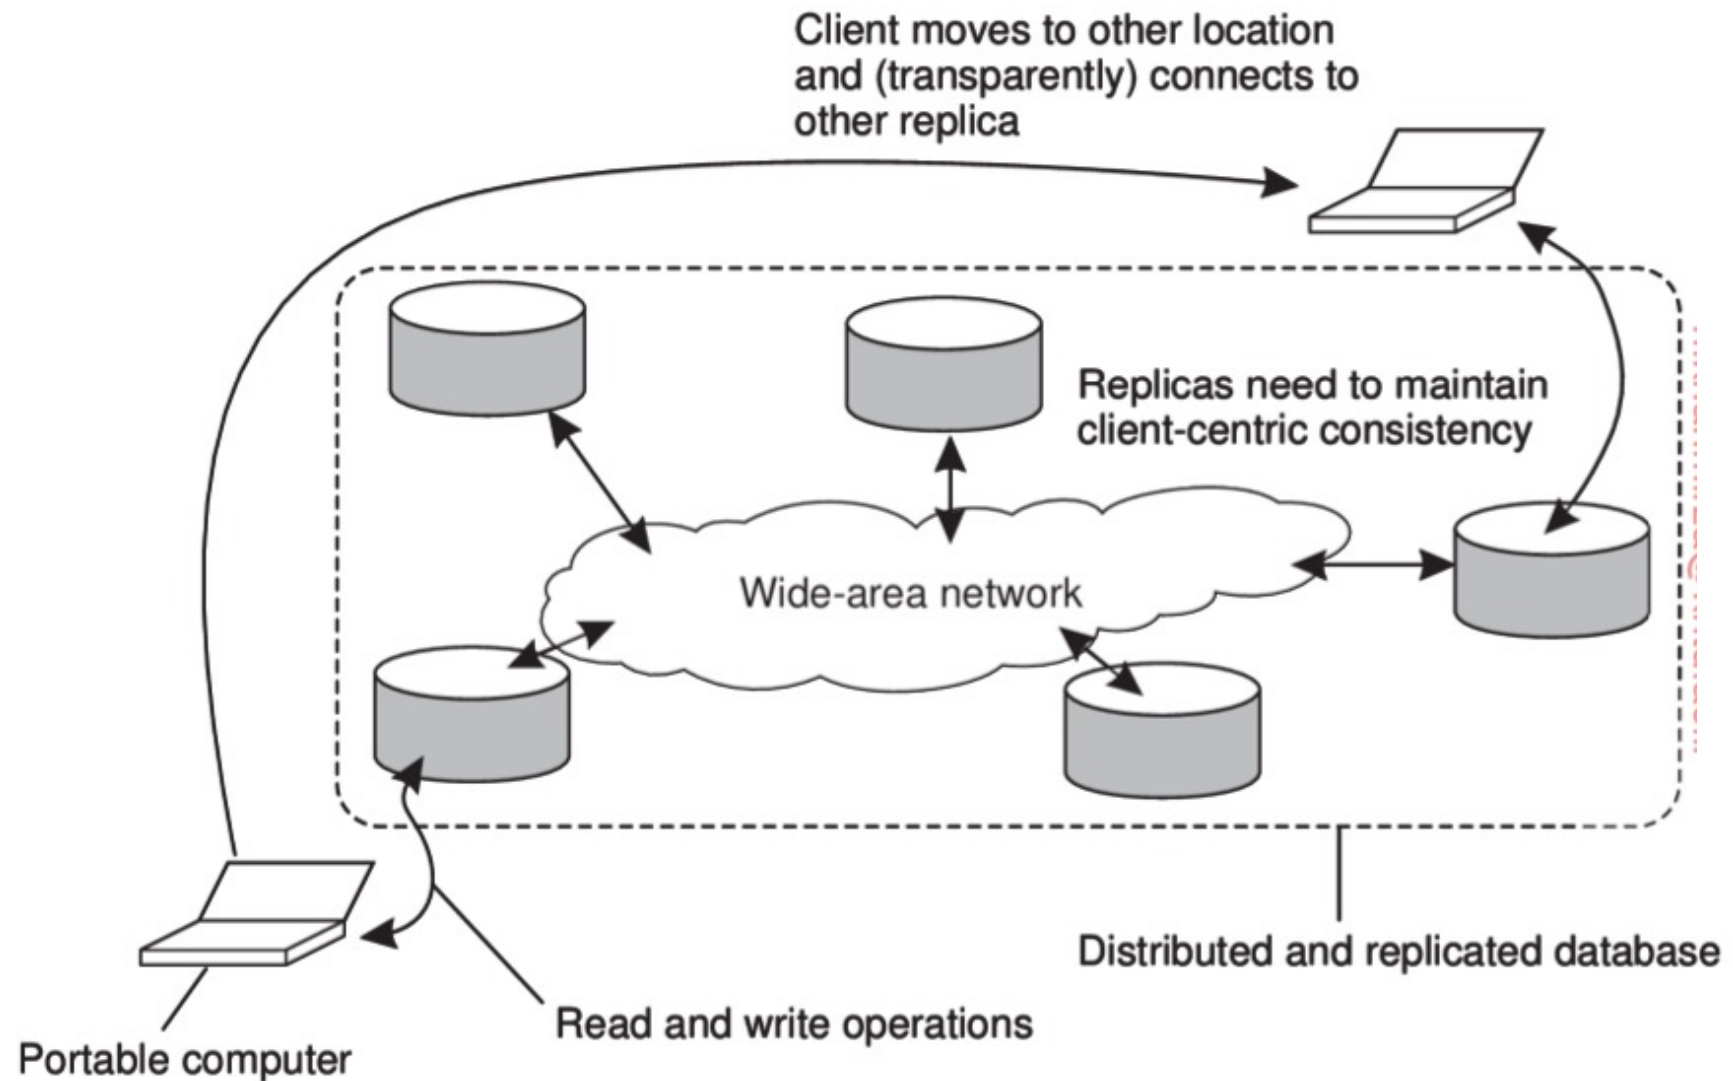 Client moves to other location
and (transparently) connects to
other replica
Replicas need to maintain
client-centric consistency
Wide-area network
Distributed and replicated database
Read and write operations
Portable computer